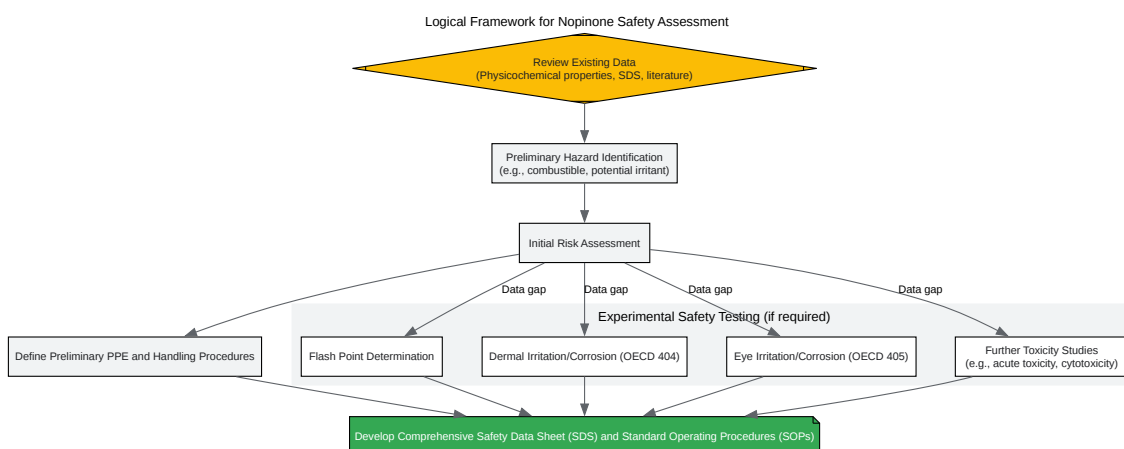 Logical Framework for Nopinone Safety Assessment
Review Existing Data
(Physicochemical properties, SDS, literature)
Preliminary Hazard Identification
(e.g., combustible, potential irritant)
Initial Risk Assessment
Data gap
Data gap
Data gap
Data gap
Experimental Safety Testing (if required)
Define Preliminary PPE and Handling Procedures
Flash Point Determination
Dermal Irritation/Corrosion (OECD 404)
Eye Irritation/Corrosion (OECD 405)
Further Toxicity Studies
(e.g., acute toxicity, cytotoxicity)
Develop Comprehensive Safety Data Sheet (SDS) and Standard Operating Procedures (SOPs)